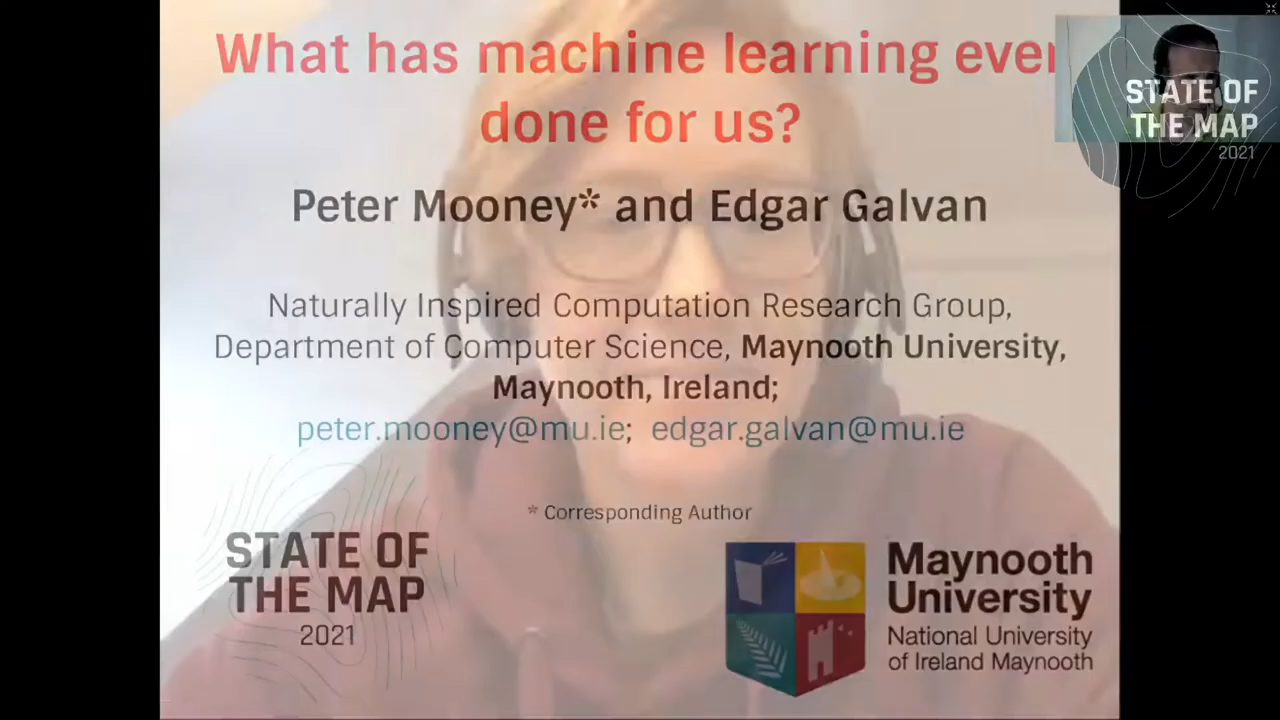 What has machine learning ever
done for us?
Peter Mooney* and Edgar Galvan
Naturally Inspired Computation Research Group,
Department of Computer Science, Maynooth University,
Maynooth, Ireland;
peter.mooney@mu.ie; edgar.galvan@mu.ie
* Corresponding Author
STATE OF
THE MAP
2021
Maynooth
University
National University
of Ireland Maynooth
STATE OF
THE MAP
2021